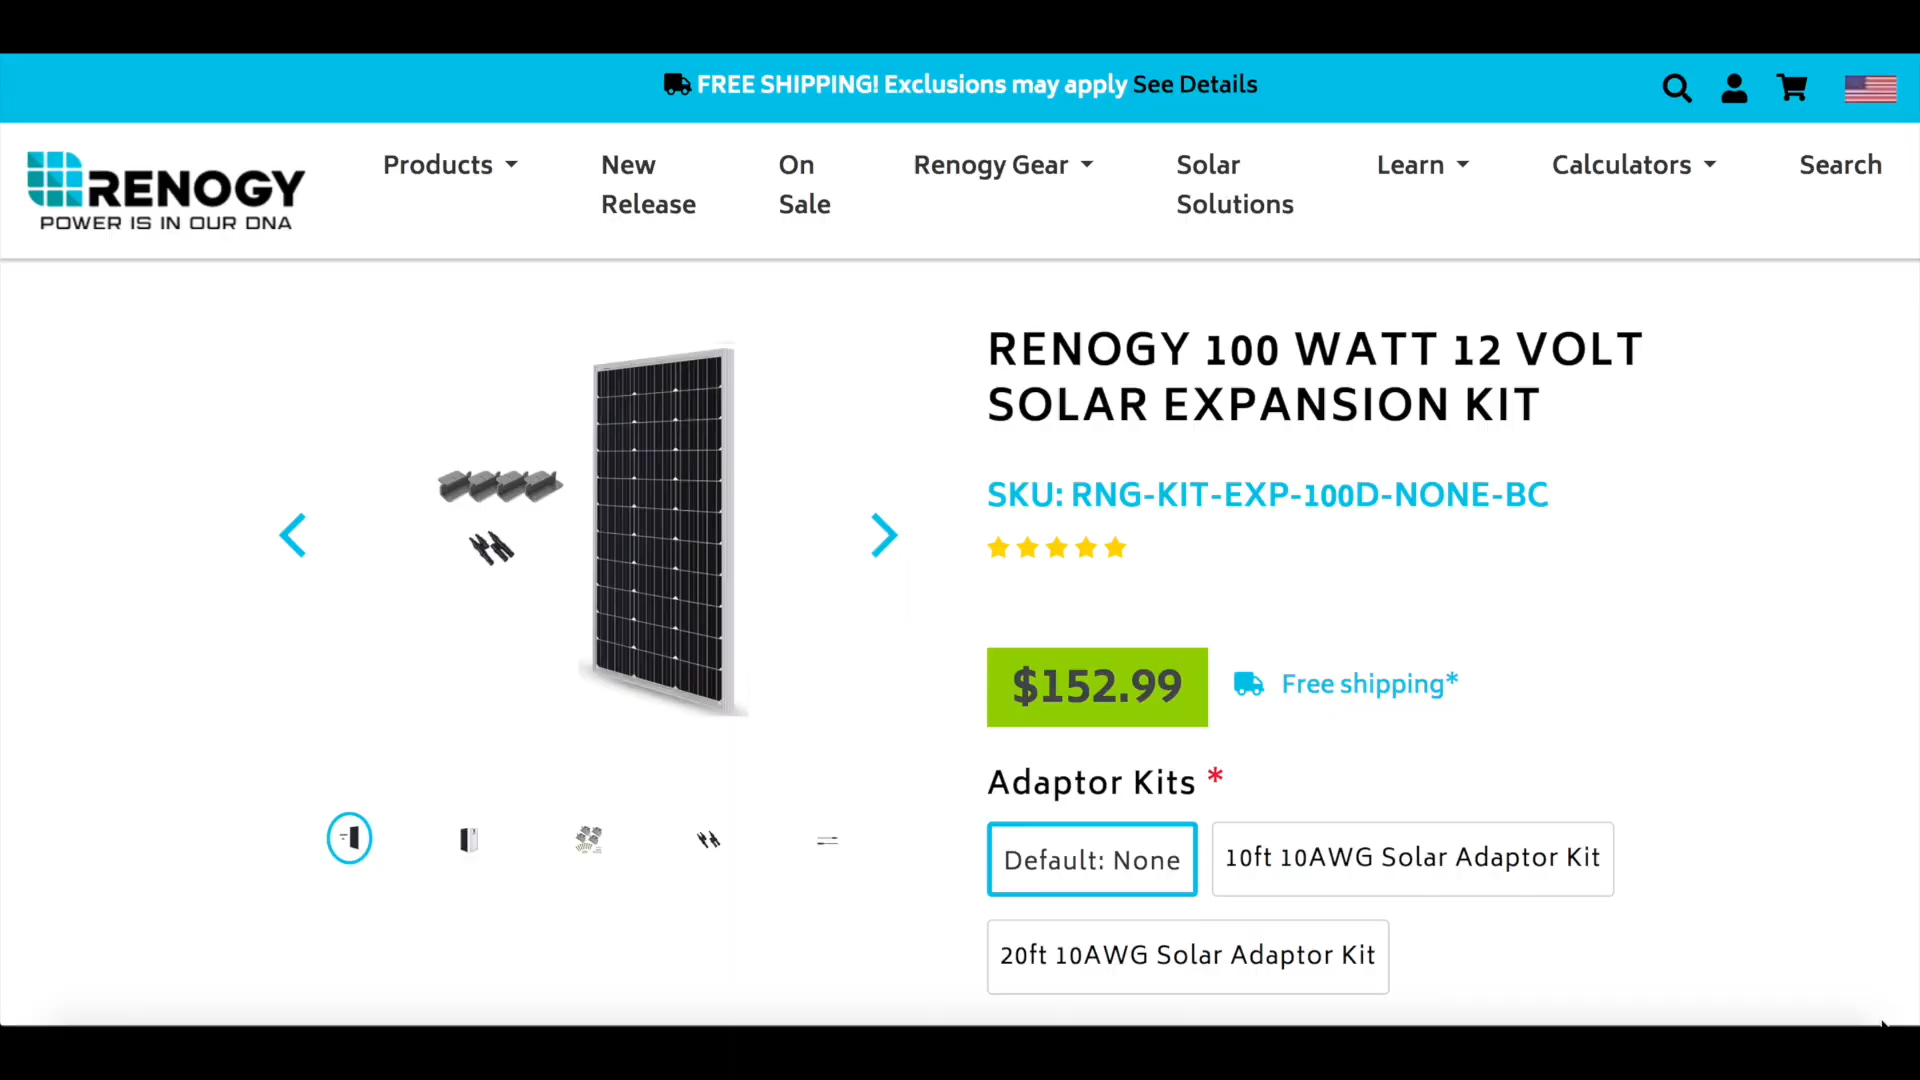 FREE SHIPPING! Exclusions may apply See Details
RENOGY
POWER IS IN OUR DNA
Products
New Release
On Sale
Renogy Gear
Solar Solutions
Learn
Calculators
Search
RENOGY 100 WATT 12 VOLT
SOLAR EXPANSION KIT
SKU: RNG-KIT-EXP-100D-NONE-BC
$152.99
Free shipping*
Adaptor Kits *
Default: None
10ft 10AWG Solar Adaptor Kit
20ft 10AWG Solar Adaptor Kit